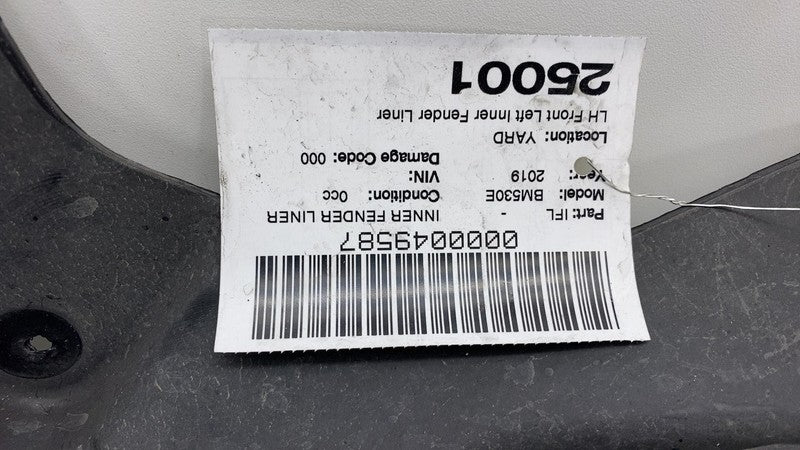 0000049587
Part: IFL - INNER FENDER LINER
Model: BM530E Condition: 0cc
Year: 2019 VIN:
Damage Code: 000
Location: YARD
LH Front Left Inner Fender Liner
25001